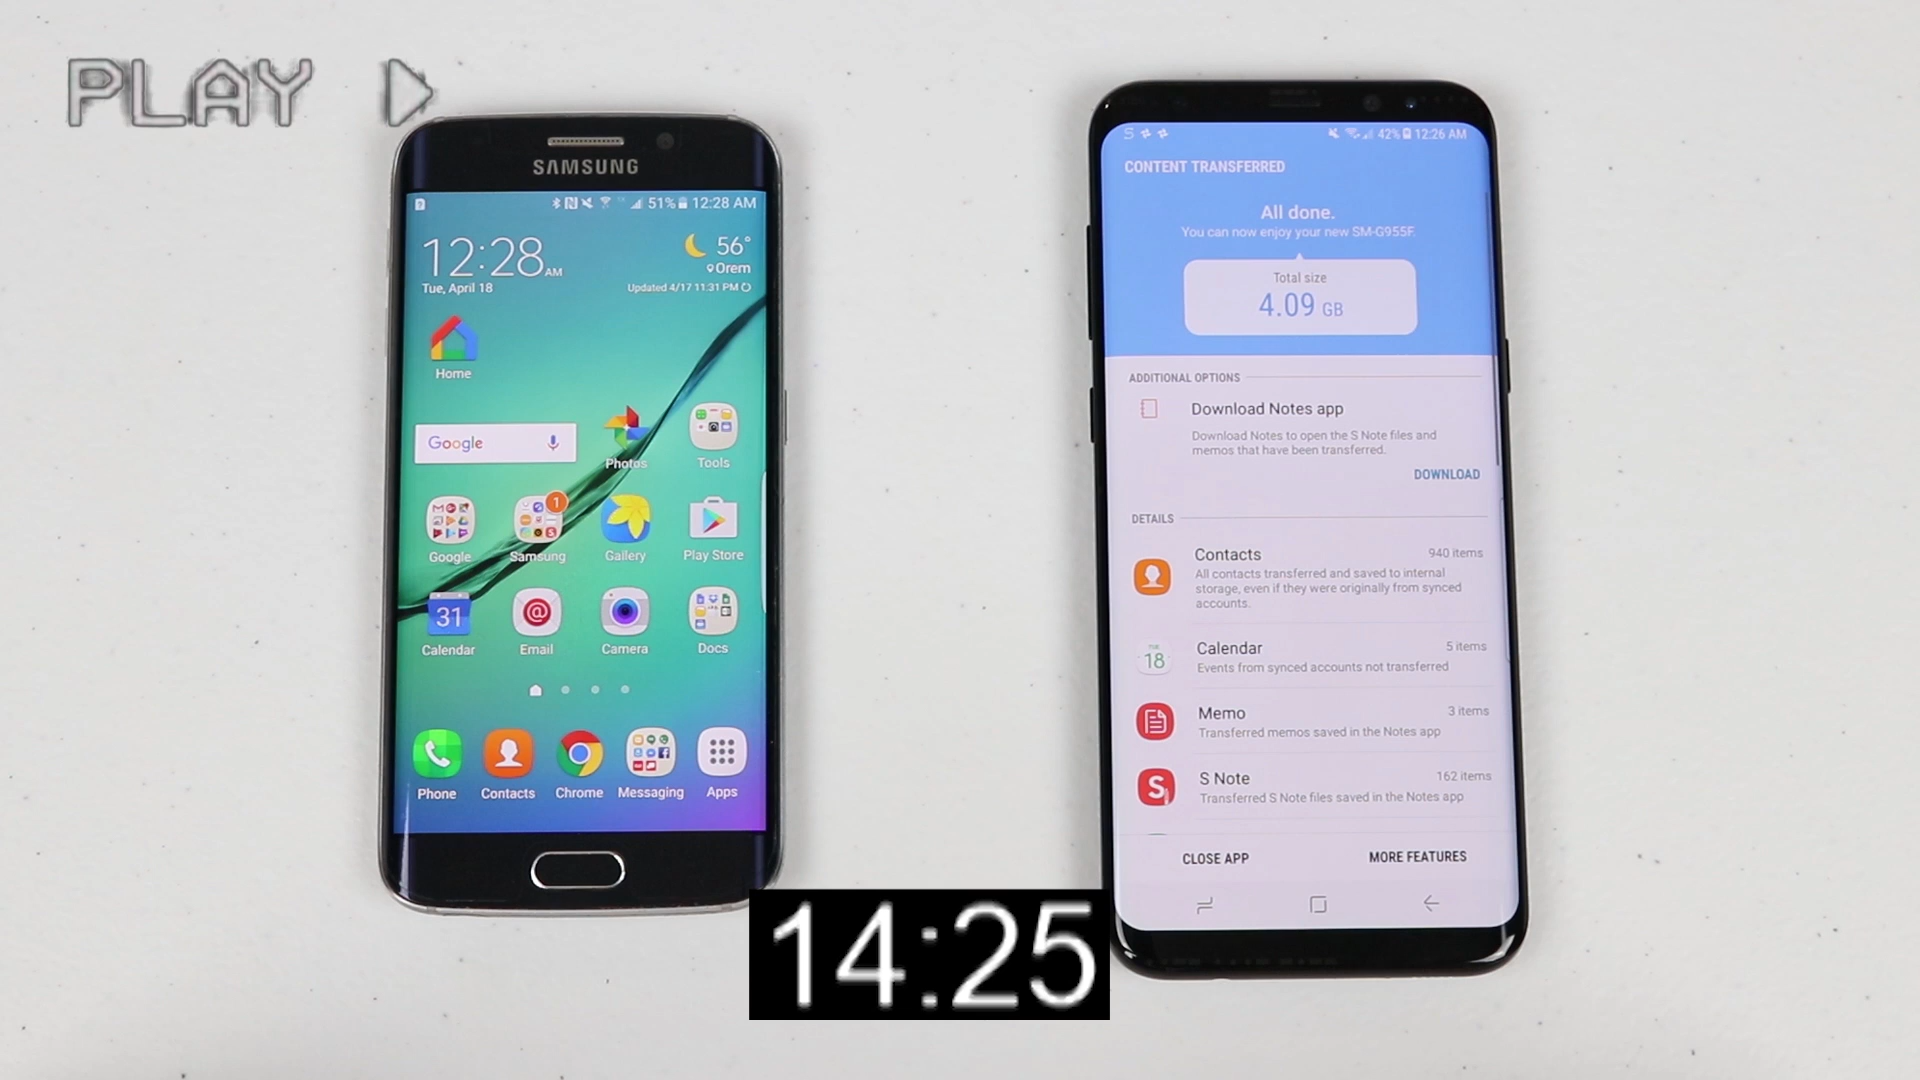 PLAY
SAMSUNG
51% 12:28 AM
12:28 AM
Tue, April 18
56°
Orem
Updated 4/17 11:31 PM
Home
Google
Photos
Tools
1
Google
Samsung
Gallery
Play Store
31
Calendar
Email
Camera
Docs
Phone
Contacts
Chrome
Messaging
Apps
42% 12:26 AM
CONTENT TRANSFERRED
All done.
You can now enjoy your new SM-G955F.
Total size
4.09 GB
ADDITIONAL OPTIONS
Download Notes app
Download Notes to open the S Note files and
memos that have been transferred.
DOWNLOAD
DETAILS
Contacts 940 items
All contacts transferred and saved to internal
storage, even if they were originally from synced
accounts.
TUE
18
Calendar 5 items
Events from synced accounts not transferred
Memo 3 items
Transferred memos saved in the Notes app
S
S Note 162 items
Transferred S Note files saved in the Notes app
CLOSE APP MORE FEATURES
14:25